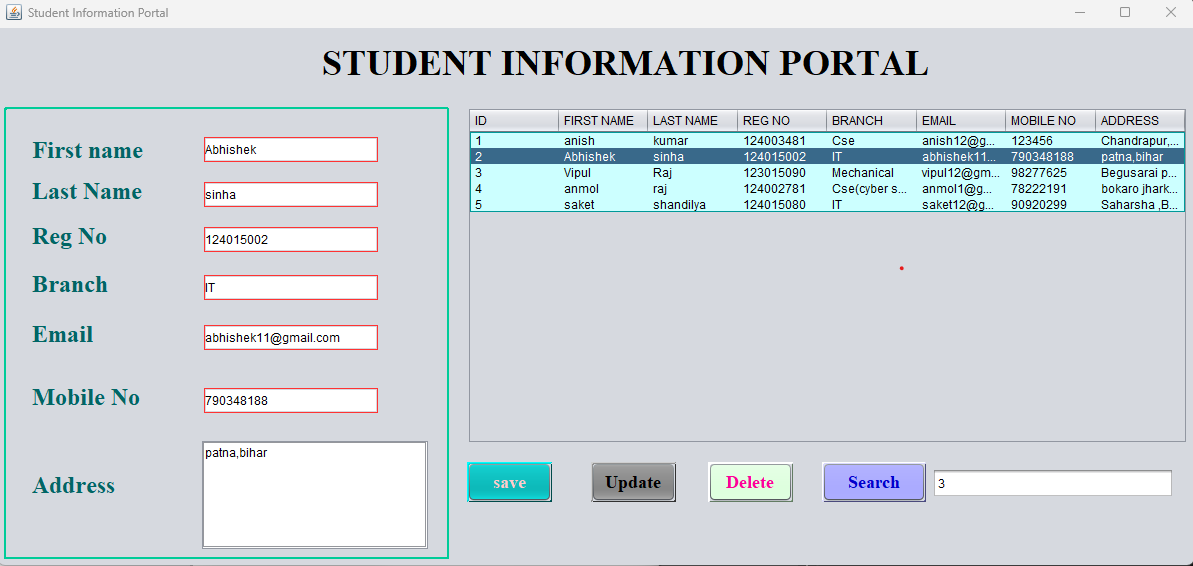 Student Information Portal
STUDENT INFORMATION PORTAL
First name Abhishek
Last Name sinha
Reg No 124015002
Branch IT
Email abhishek11@gmail.com
Mobile No 790348188
Address patna,bihar
ID FIRST NAME LAST NAME REG NO BRANCH EMAIL MOBILE NO ADDRESS
1 anish kumar 124003481 Cse anish12@g... 123456 Chandrapur,...
2 Abhishek sinha 124015002 IT abhishek11... 790348188 patna,bihar
3 Vipul Raj 123015090 Mechanical vipul12@gm... 98277625 Begusarai p...
4 anmol raj 124002781 Cse(cyber s... anmol1@g... 78222191 bokaro jhark...
5 saket shandilya 124015080 IT saket12@g... 90920299 Saharsha ,B...
save Update Delete Search 3